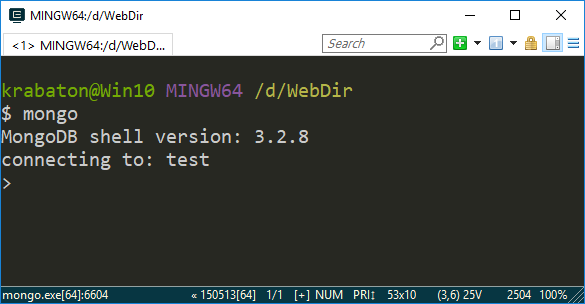 MINGW64:/d/WebDir
<1> MINGW64:/d/WebD...
Search
krabaton@Win10 MINGW64 /d/WebDir
$ mongo
MongoDB shell version: 3.2.8
connecting to: test
>
mongo.exe[64]:6604 « 150513[64] 1/1 [+] NUM PRI↕ 53x10 (3,6) 25V 2504 100%